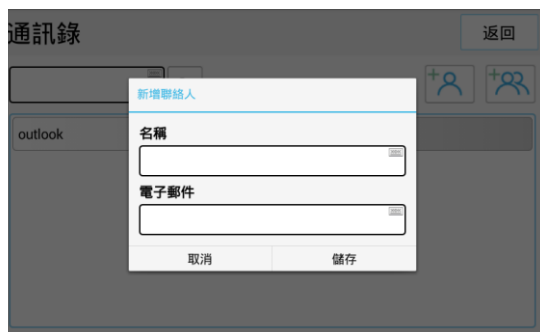 通訊錄
返回
新增聯絡人
outlook
名稱
電子郵件
取消
儲存